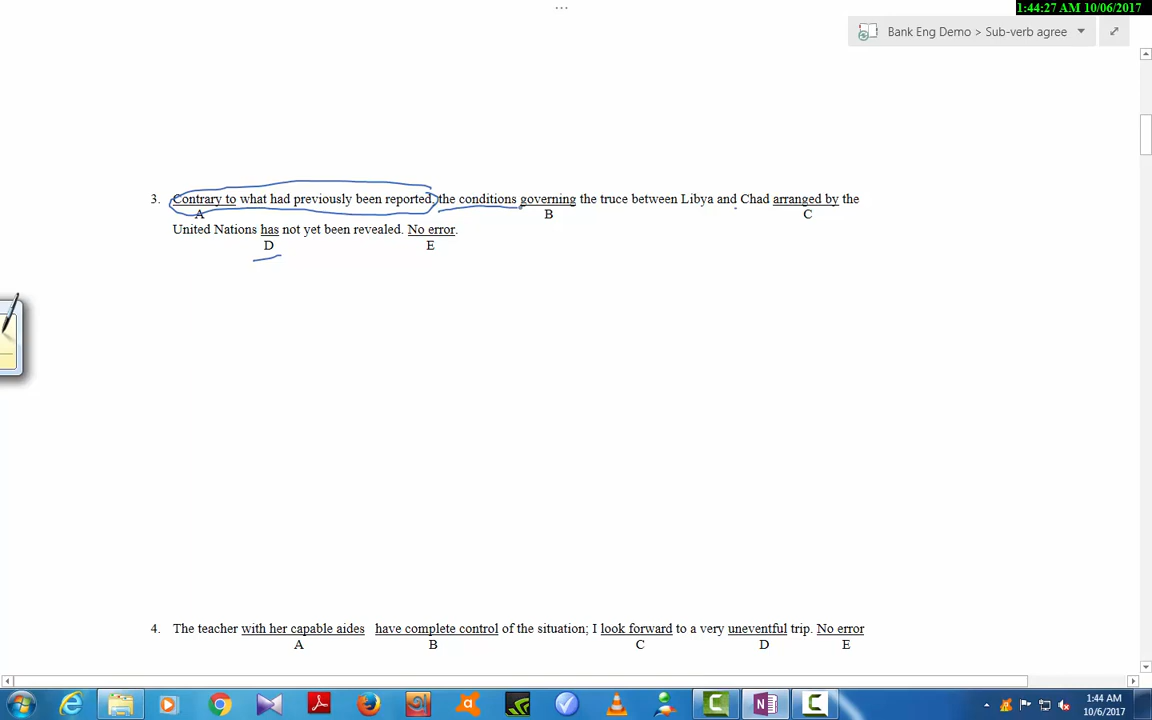 ...
1:44:27 AM 10/06/2017
Bank Eng Demo > Sub-verb agree
3. Contrary to what had previously been reported, the conditions governing the truce between Libya and Chad arranged by the
A B C
United Nations has not yet been revealed. No error.
D E
4. The teacher with her capable aides have complete control of the situation; I look forward to a very uneventful trip. No error
A B C D E
1:44 AM
10/6/2017